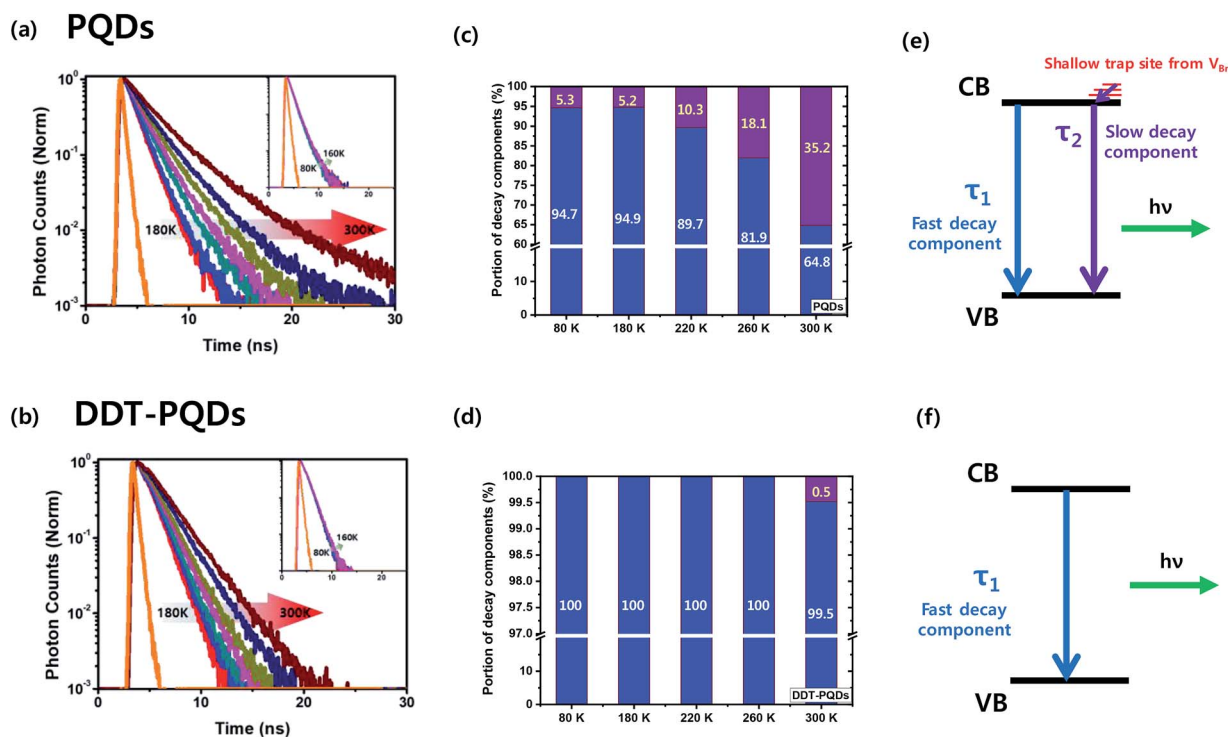 (a) PQDs
Photon Counts (Norm)
10⁰
10⁻¹
10⁻²
10⁻³
180K
300K
0 10 20 30
Time (ns)
80K
160K
0 10 20
(c)
Portion of decay components (%)
100
95
90
85
80
75
70
65
60
10
0
5.3 5.2 10.3 18.1 35.2
94.7 94.9 89.7 81.9 64.8
PQDs
80 K 180 K 220 K 260 K 300 K
(e)
Shallow trap site from V_Br
CB
τ₁
Fast decay
component
τ₂
Slow decay
component
hν
VB
(b) DDT-PQDs
Photon Counts (Norm)
10⁰
10⁻¹
10⁻²
10⁻³
180K
300K
0 10 20 30
Time (ns)
80K
160K
0 10 20
(d)
Portion of decay components (%)
100.0
99.5
99.0
98.5
98.0
97.5
97.0
10
0
0.5
100 100 100 100 99.5
DDT-PQDs
80 K 180 K 220 K 260 K 300 K
(f)
CB
τ₁
Fast decay
component
hν
VB